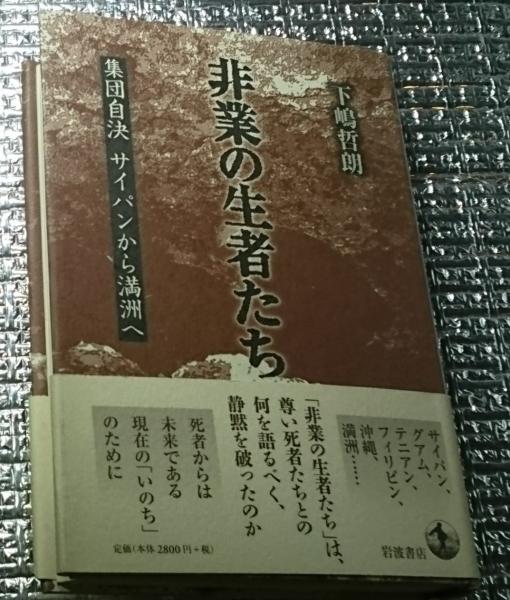 下嶋哲朗
非業の生者たち
集団自決 サイパンから満洲へ
サイパン、
グアム、
テニアン、
フィリピン、
沖縄、
満洲……
「非業の生者たち」は、
尊い死者たちとの
何を語るべく、
静黙を破ったのか
死者からは
未来である
現在の「いのち」
のために
定価(本体 2800円+税)
岩波書店